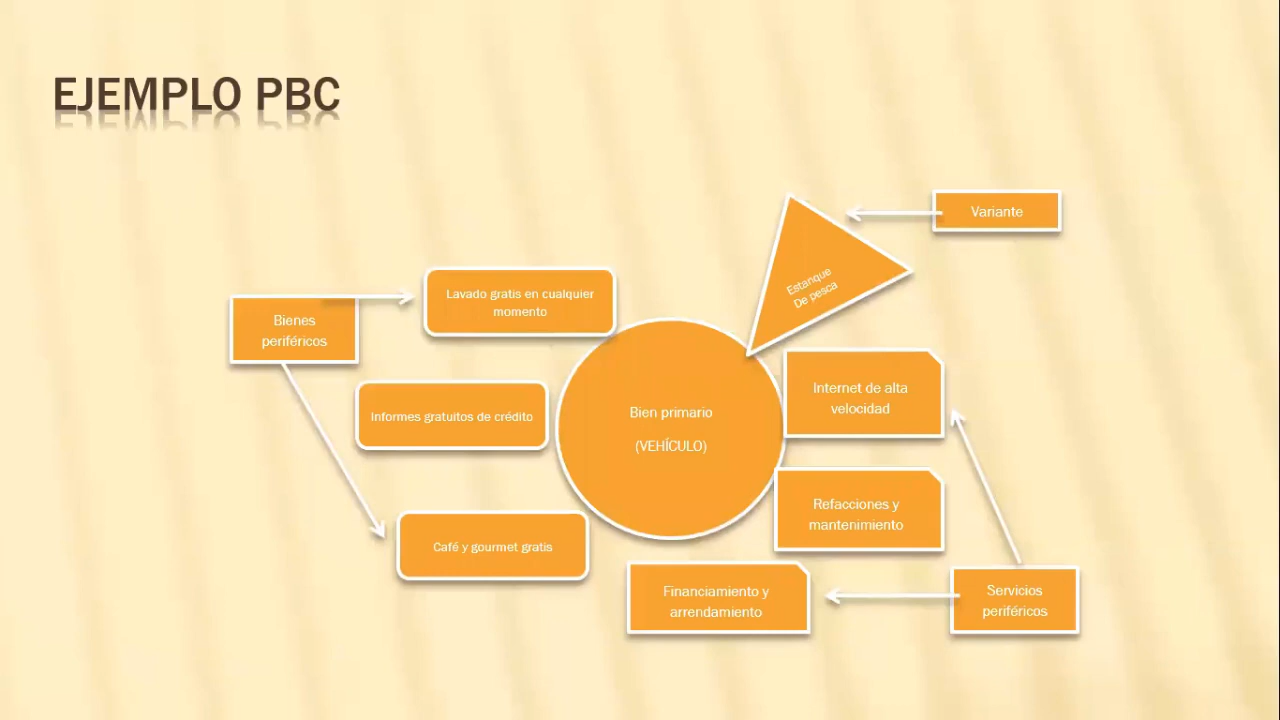 EJEMPLO PBC
Variante
Estanque
De pesca
Lavado gratis en cualquier
momento
Bienes
periféricos
Informes gratuitos de crédito
Bien primario
(VEHÍCULO)
Internet de alta
velocidad
Refacciones y
mantenimiento
Café y gourmet gratis
Financiamiento y
arrendamiento
Servicios
periféricos